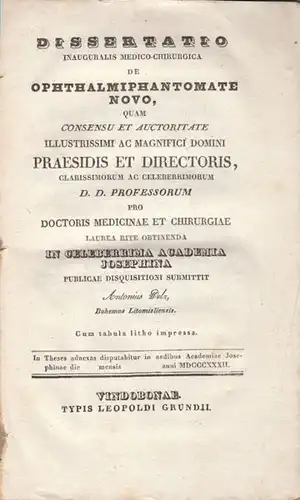 DISSERTATIO
INAUGURALIS MEDICO-CHIRURGICA
DE
OPHTHALMIPHANTOMATE
NOVO,
QUAM
CONSENSU ET AUCTORITATE
ILLUSTRISSIMI AC MAGNIFICI DOMINI
PRAESIDIS ET DIRECTORIS,
CLARISSIMORUM AC CELEBERRIMORUM
D. D. PROFESSORUM
PRO
DOCTORIS MEDICINAE ET CHIRURGIAE
LAUREA RITE OBTINENDA
IN CELEBERRIMA ACADEMIA
JOSEPHINA
PUBLICAE DISQUISITIONI SUBMITTIT
Antonius
Bohemus Litomisliensis.
Cum tabula litho impressa.
In Theses adnexas disputabitur in aedibus Academiae Jose-
phinae die mensis anni MDCCCXXXII.
VINDOBONAE.
TYPIS LEOPOLDI GRUNDII.